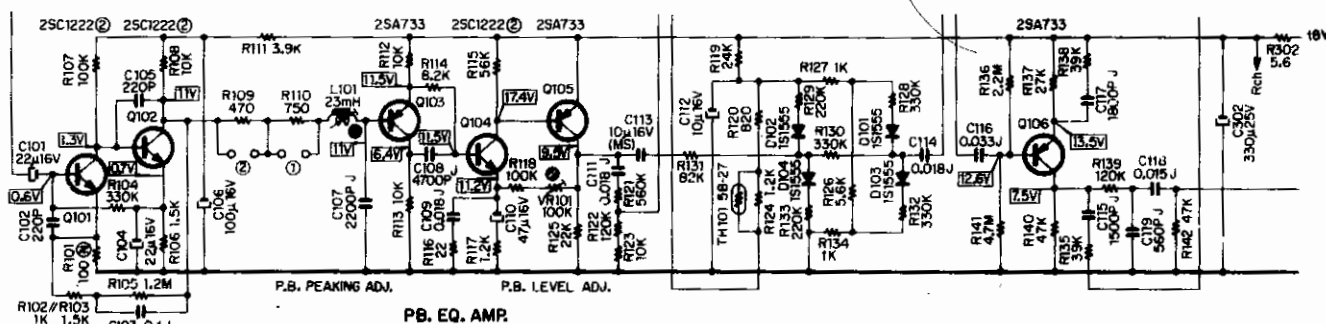 2SC1222② 2SC1222②
2SA733 2SC1222② 2SA733
2SA733
R107
100K
R108
10K
C105
220P
11V
Q102
1.3V
C101
22µ16V
0.6V
0.7V
R104
330K
Q101
C102
220P
R101
100
C104
22µ16V
R106 1.5K
R105 1.2M
R102//R103
1K 1.5K
R111 3.9K
R109
470
R110
750
②
①
C106
100µ16V
L101
23mH
11V
C107
2200P J
P.B. PEAKING ADJ.
R112
10K
11.5V
R114
8.2K
Q103
6.4V
R113 10K
C108
4700P J
11.5V
R115
56K
17.4V
Q104
11.2V
C109
0.018 J
R116
22
R117
1.2K
C110
47µ16V
R118
100K
VR101
100K
R125
22K
Q105
9.5V
R122
120K
C111
0.018 J
R121
560K
R123
10K
C113
10µ16V
(MS)
P.B. LEVEL ADJ.
PB. EQ. AMP.
R131
82K
C112
10µ16V
R119
24K
R120
820
TH101 SB-27
R124 1.2K
D102
1S1555
R129
220K
R127 1K
R128
330K
D101
1S1555
R130
330K
D104
1S1555
R133
220K
R126
5.6K
D103
1S1555
R132
330K
R134
1K
C114
0.018 J
C116
0.033 J
12.6V
R136
2.2M
R137
27K
R138
39K
C117
1800P J
Q106
13.5V
7.5V
R141
4.7M
R140
47K
R135
39K
C115
1500P J
R139
120K
C118
0.015 J
C119
560P J
R142 47K
C302
330µ25V
Rch
R302
5.6
18V